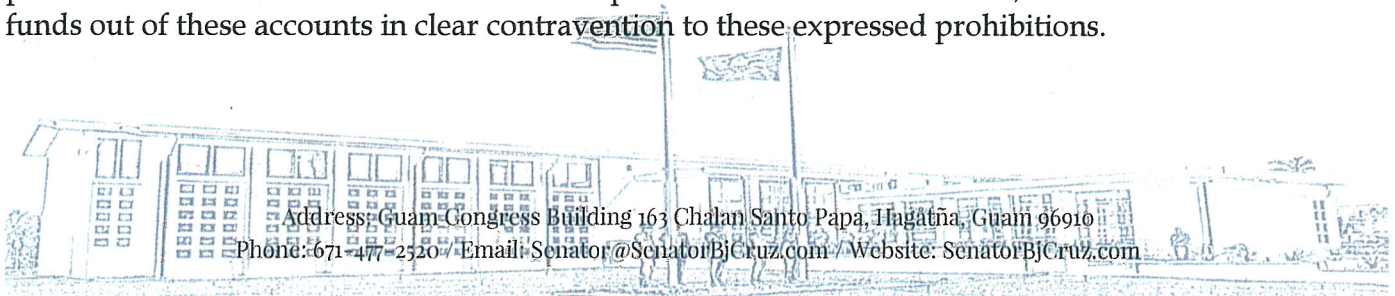 funds out of these accounts in clear contravention to these expressed prohibitions.
Address: Guam Congress Building 163 Chalan Santo Papa, Hagåtña, Guam 96910
Phone: 671-477-2520 / Email: Senator@SenatorBjCruz.com / Website: SenatorBjCruz.com